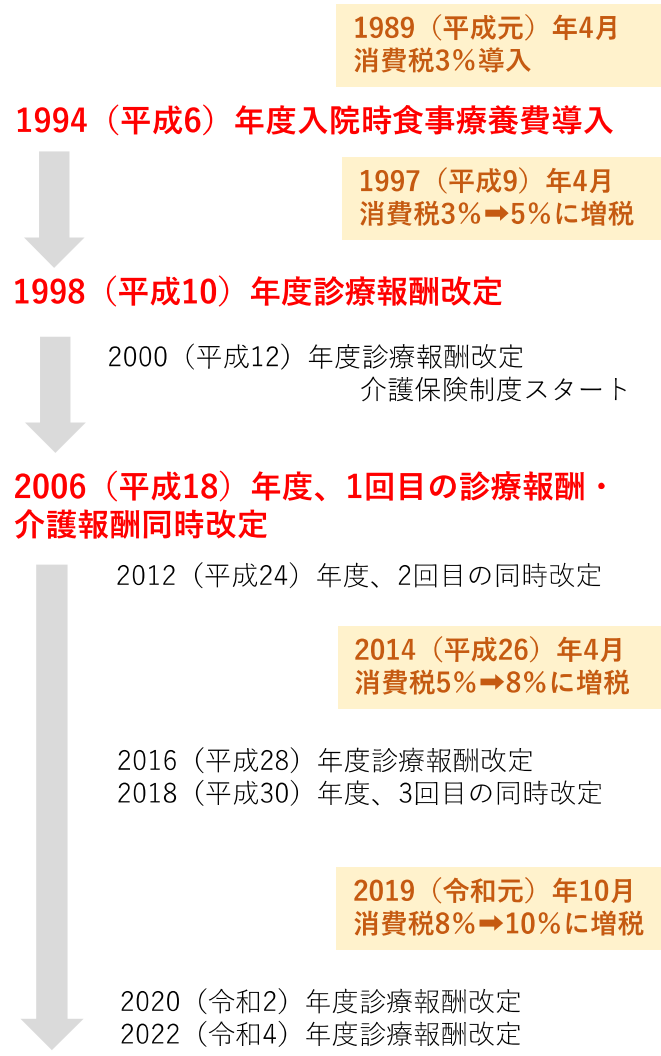 1989（平成元）年4月
消費税3％導入
1994（平成6）年度入院時食事療養費導入
1997（平成9）年4月
消費税3％➡5％に増税
1998（平成10）年度診療報酬改定
2000（平成12）年度診療報酬改定
介護保険制度スタート
2006（平成18）年度、1回目の診療報酬・
介護報酬同時改定
2012（平成24）年度、2回目の同時改定
2014（平成26）年4月
消費税5％➡8％に増税
2016（平成28）年度診療報酬改定
2018（平成30）年度、3回目の同時改定
2019（令和元）年10月
消費税8％➡10％に増税
2020（令和2）年度診療報酬改定
2022（令和4）年度診療報酬改定